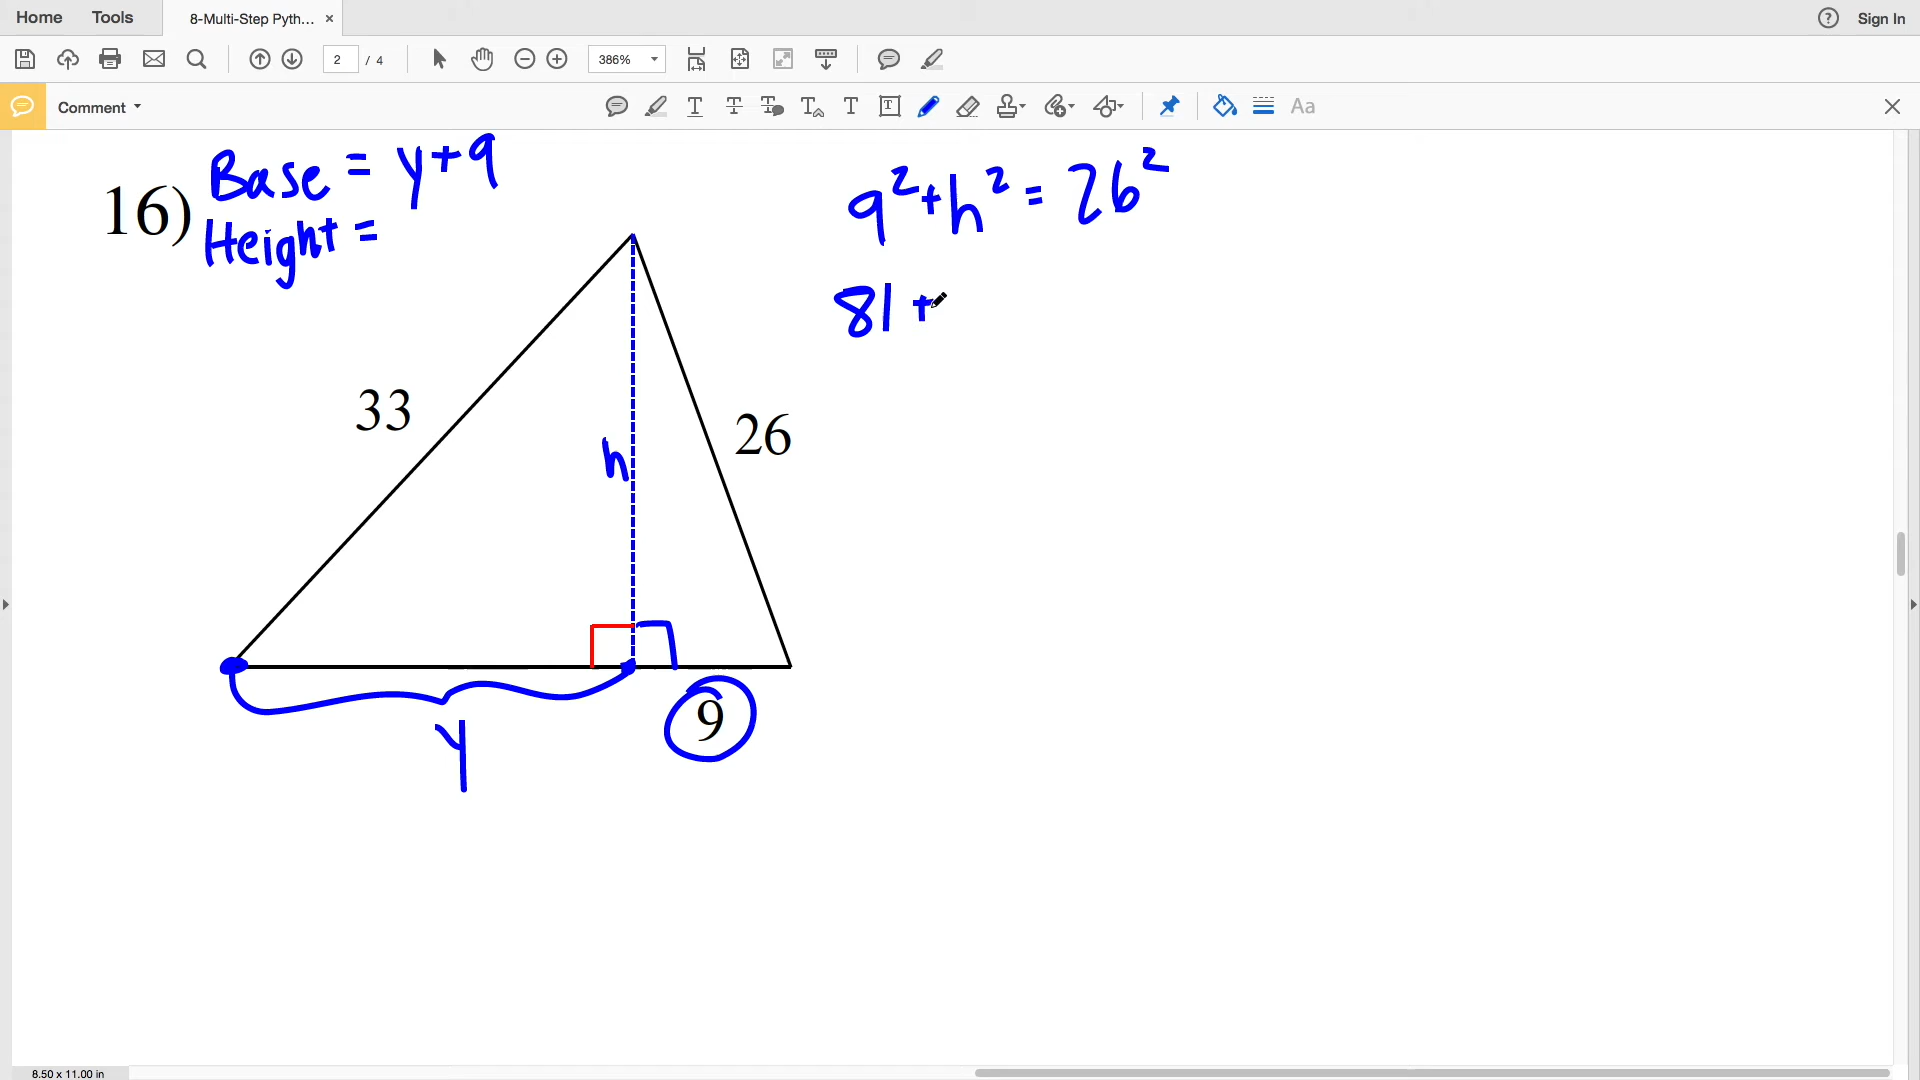 Home Tools 8-Multi-Step Pyth... × ? Sign In
2 / 4 386%
Comment T T T T T T Aa
Base = y+9
16)
Height =
9²+h² = 26²
81 +
33
26
h
9
y
8.50 x 11.00 in